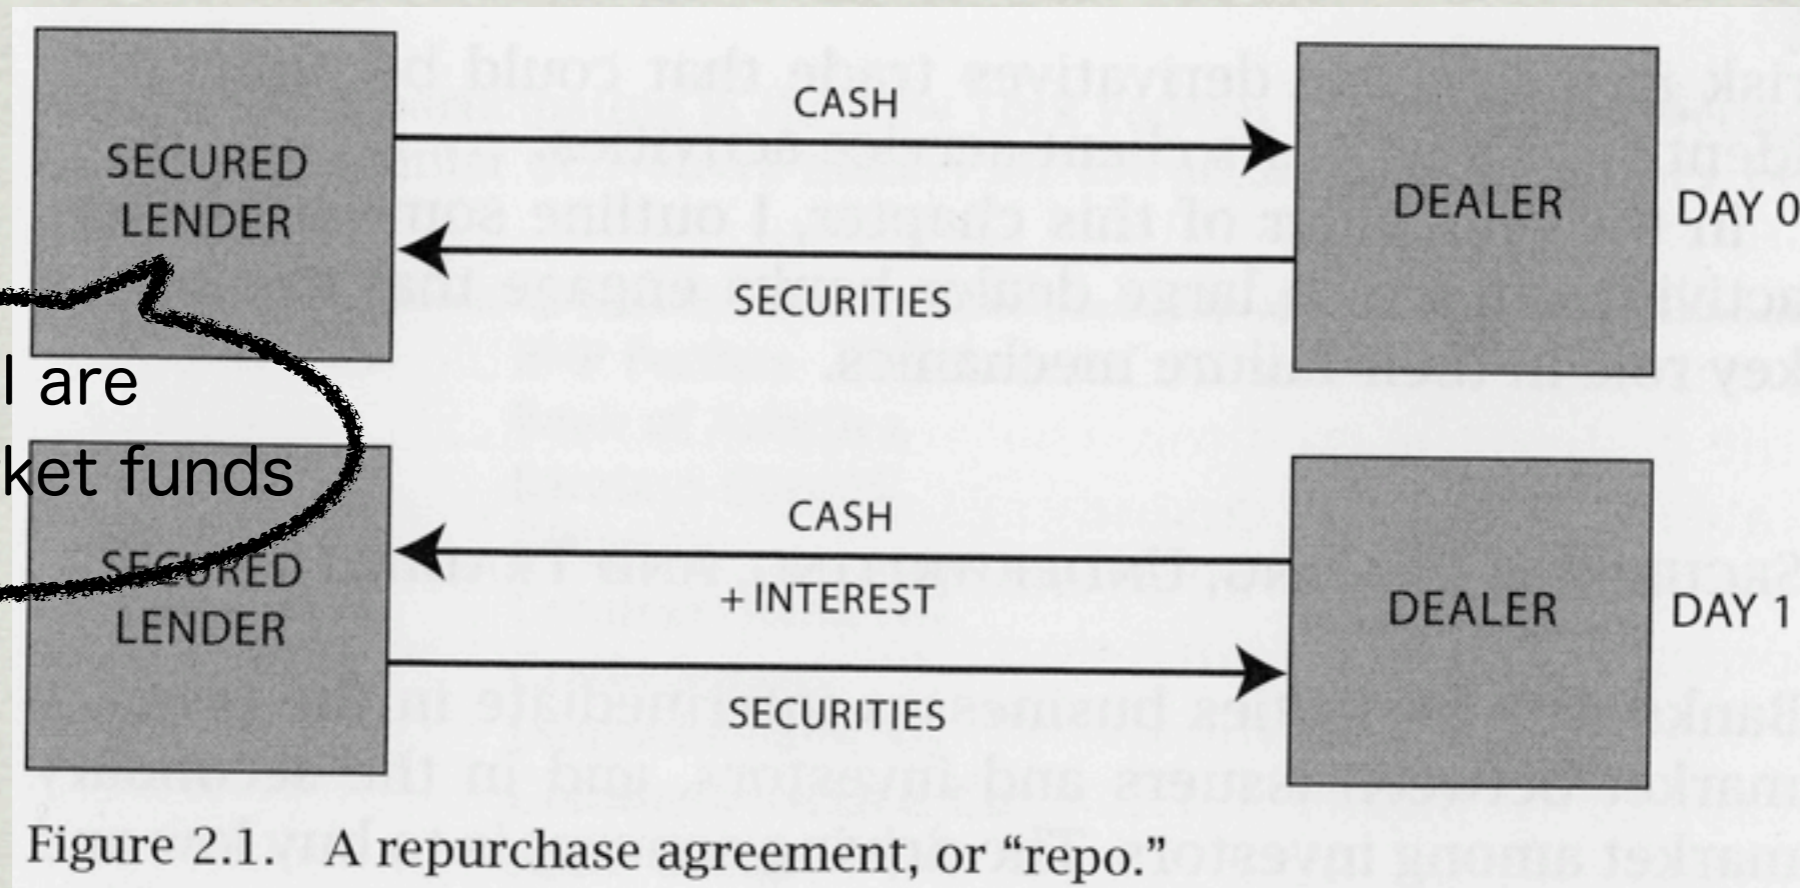 CASH
SECURED
LENDER
DEALER
DAY 0
SECURITIES
l are
ket funds
CASH
SECURED
LENDER
+ INTEREST
DEALER
DAY 1
SECURITIES
Figure 2.1. A repurchase agreement, or “repo.”